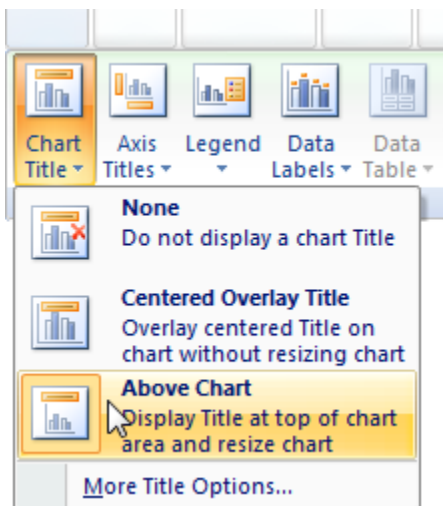 Chart Axis Legend Data Data
Title Titles Labels Table
None
Do not display a chart Title
Centered Overlay Title
Overlay centered Title on
chart without resizing chart
Above Chart
Display Title at top of chart
area and resize chart
More Title Options...